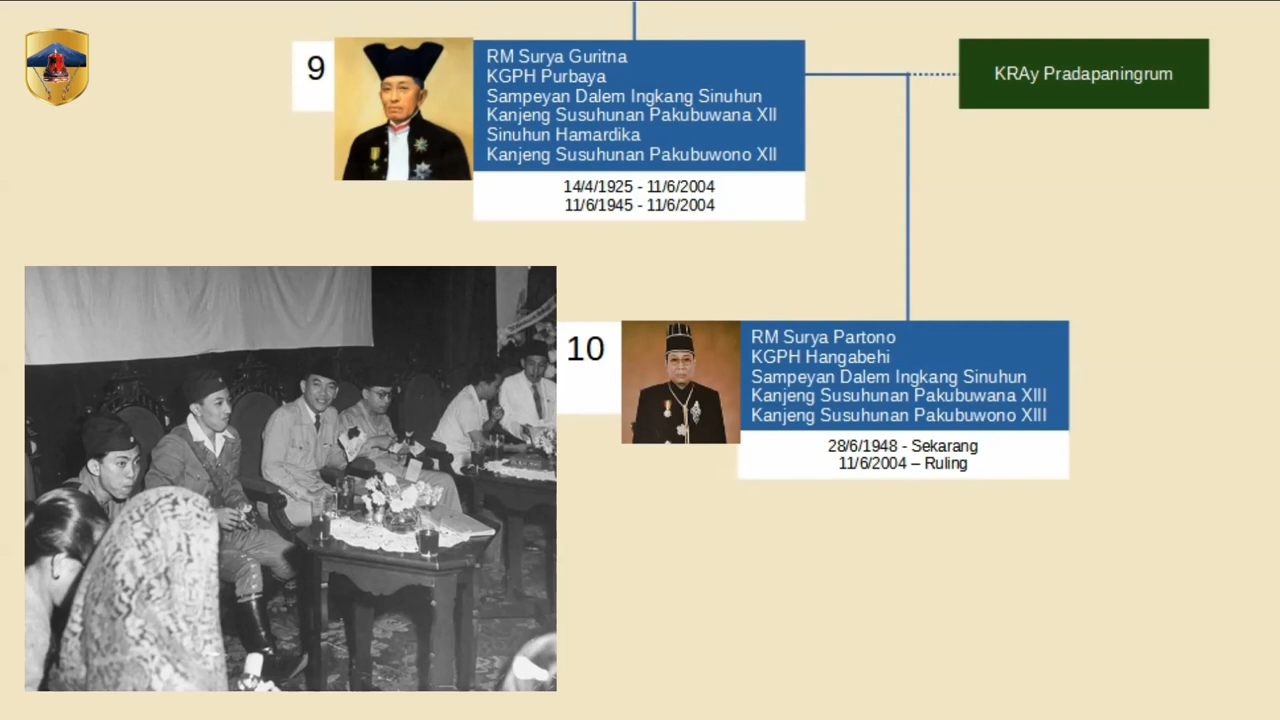 9
RM Surya Guritna
KGPH Purbaya
Sampeyan Dalem Ingkang Sinuhun
Kanjeng Susuhunan Pakubuwana XII
Sinuhun Hamardika
Kanjeng Susuhunan Pakubuwono XII
14/4/1925 - 11/6/2004
11/6/1945 - 11/6/2004
KRAy Pradapaningrum
10
RM Surya Partono
KGPH Hangabehi
Sampeyan Dalem Ingkang Sinuhun
Kanjeng Susuhunan Pakubuwana XIII
Kanjeng Susuhunan Pakubuwono XIII
28/6/1948 - Sekarang
11/6/2004 – Ruling